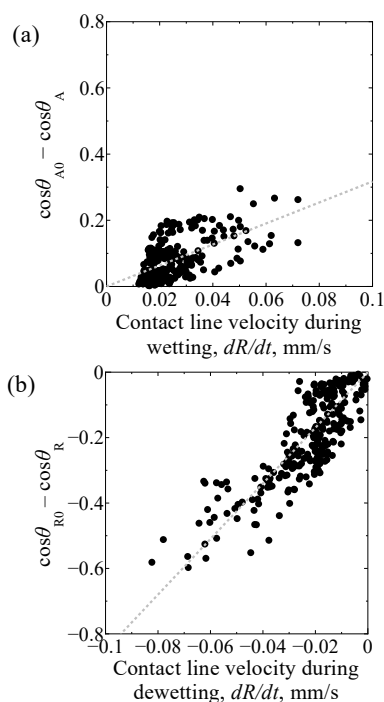 (a)
0.8
0.6
0.4
0.2
0
cosθA0 − cosθA
0 0.02 0.04 0.06 0.08 0.1
Contact line velocity during
wetting, dR/dt, mm/s
(b)
0
−0.2
−0.4
−0.6
−0.8
cosθR0 − cosθR
−0.1 −0.08 −0.06 −0.04 −0.02 0
Contact line velocity during
dewetting, dR/dt, mm/s